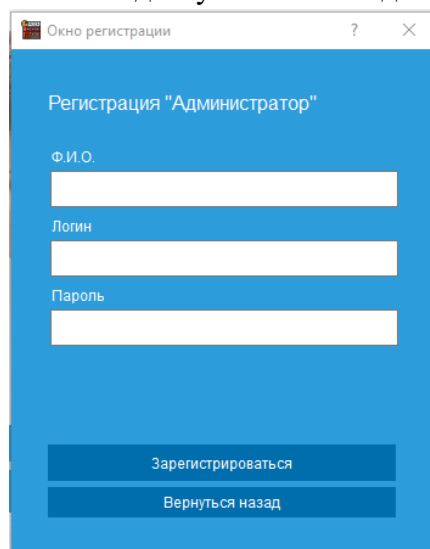 Окно регистрации
Регистрация "Администратор"
Ф.И.О.
Логин
Пароль
Зарегистрироваться
Вернуться назад